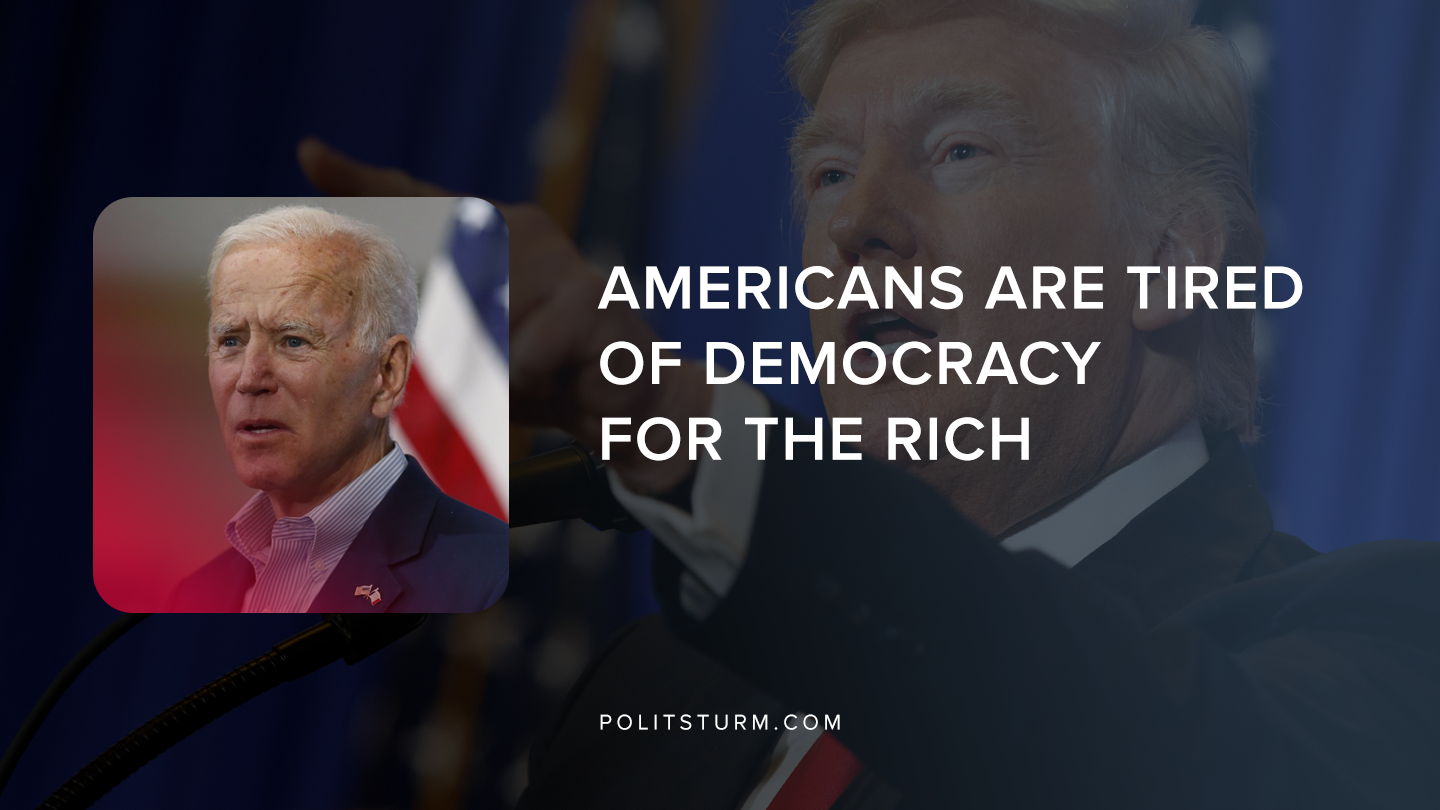 AMERICANS ARE TIRED
OF DEMOCRACY
FOR THE RICH
POLITSTURM.COM